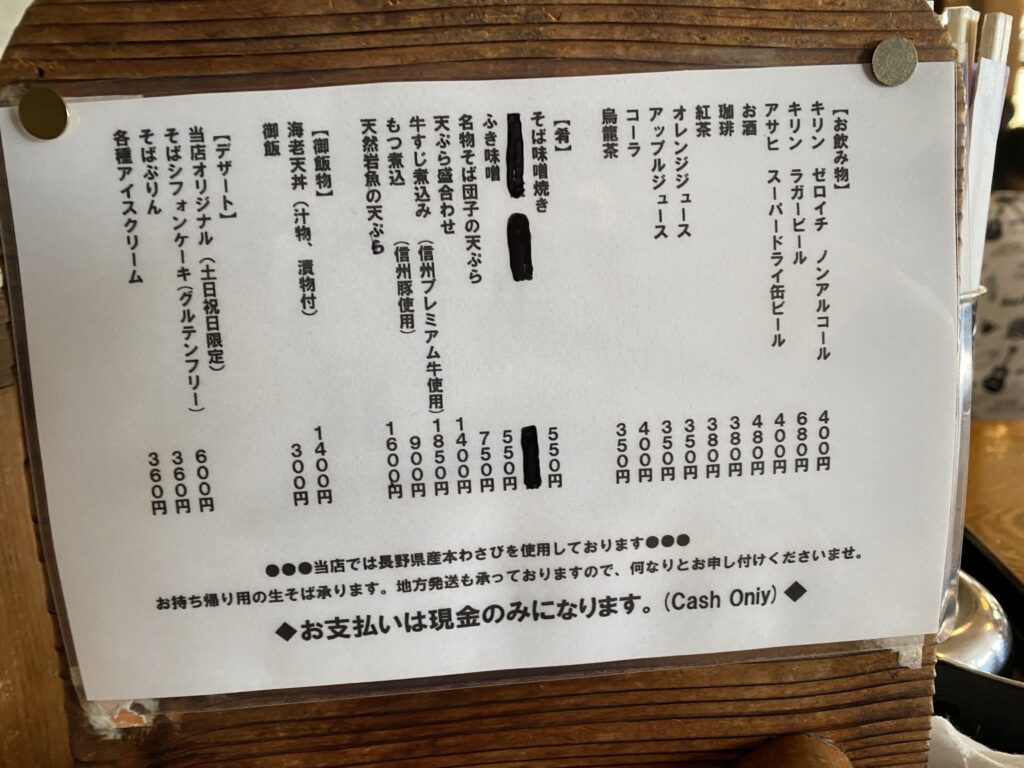 【お飲み物】
キリン　ゼロイチ　ノンアルコール　400円
キリン　ラガービール　680円
アサヒ　スーパードライ缶ビール　400円
お酒　480円
珈琲　380円
紅茶　380円
オレンジジュース　350円
アップルジュース　350円
コーラ　400円
烏龍茶　350円
【肴】
そば味噌焼き　550円
ふき味噌　550円
名物そば団子の天ぷら　750円
天ぷら盛合わせ　1400円
牛すじ煮込み　(信州プレミアム牛使用)　1850円
もつ煮込　(信州豚使用)　900円
天然岩魚の天ぷら　1600円
【御飯物】
海老天丼　(汁物、漬物付)　1400円
御飯　300円
【デザート】
当店オリジナル　(土日祝日限定)
そばシフォンケーキ(グルテンフリー)　600円
そばぷりん　360円
各種アイスクリーム　360円
●●●当店では長野県産本わさびを使用しております●●●
お持ち帰り用の生そば承ります。地方発送も承っておりますので、何なりとお申し付けくださいませ。
◆お支払いは現金のみになります。(Cash Oniy)◆